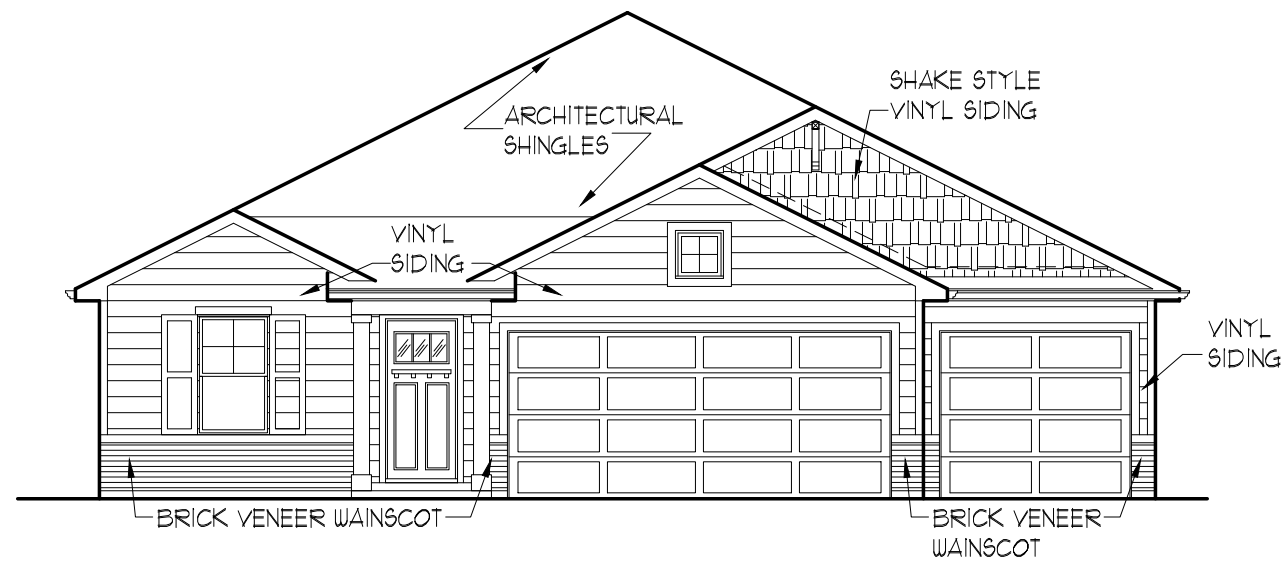 SHAKE STYLE
VINYL SIDING
ARCHITECTURAL
SHINGLES
VINYL
SIDING
VINYL
SIDING
BRICK VENEER WAINSCOT
BRICK VENEER
WAINSCOT